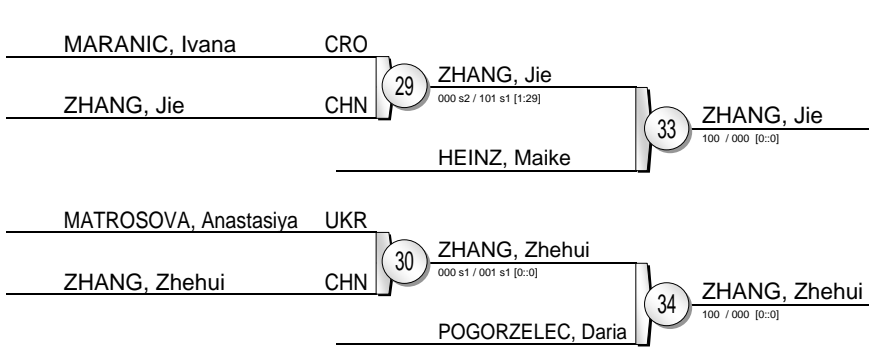 MARANIC, Ivana CRO
29
ZHANG, Jie
000 s2 / 101 s1 [1:29]
ZHANG, Jie CHN
33
ZHANG, Jie
100 / 000 [0::0]
HEINZ, Maike
MATROSOVA, Anastasiya UKR
30
ZHANG, Zhehui
000 s1 / 001 s1 [0::0]
ZHANG, Zhehui CHN
34
ZHANG, Zhehui
100 / 000 [0::0]
POGORZELEC, Daria